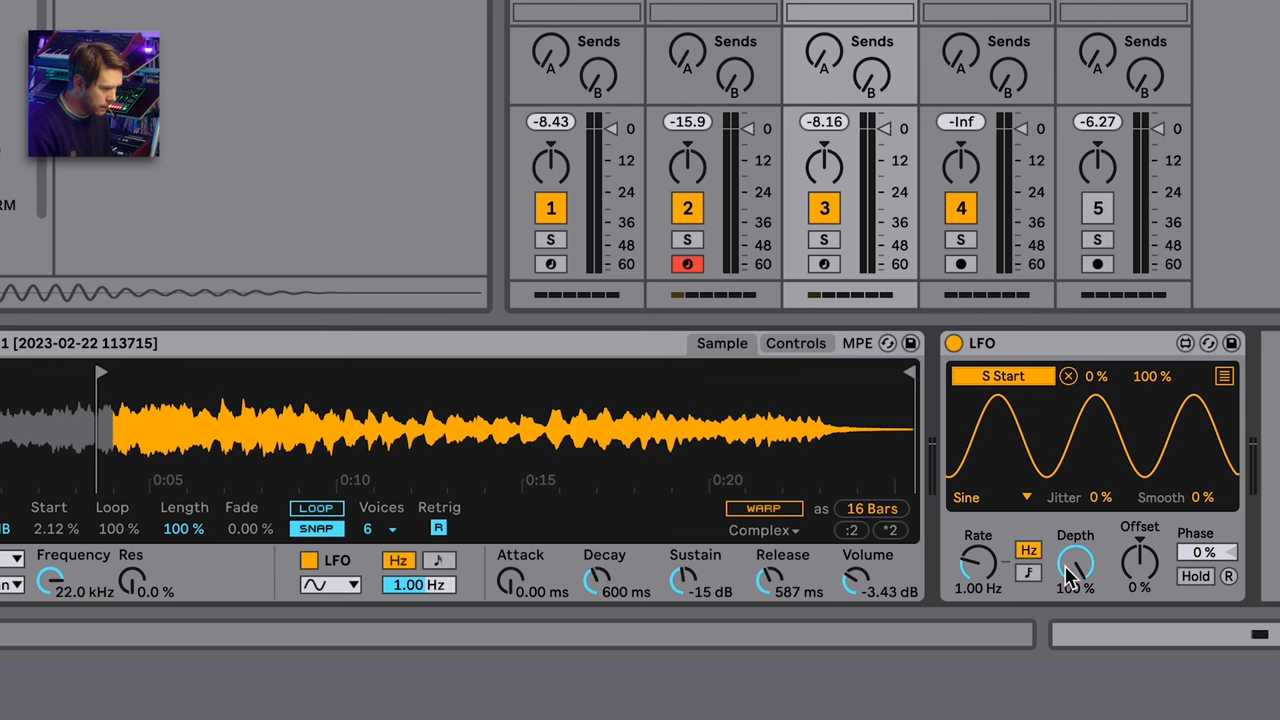 Sends Sends Sends Sends Sends
A A A A A
B B B B B
-8.43 -15.9 -8.16 -Inf -6.27
0 0 0 0 0
12 12 12 12 12
24 24 24 24 24
RM
1 2 3 4 5
36 36 36 36 36
S S S S S
48 48 48 48 48
60 60 60 60 60
1 [2023-02-22 113715] Sample Controls MPE
LFO
S Start 0 % 100 %
0:05 0:10 0:15 0:20
Sine Jitter 0 % Smooth 0 %
Start Loop Length Fade LOOP Voices Retrig WARP as 16 Bars
B 2.12 % 100 % 100 % 0.00 % SNAP 6 R Complex :2 *2
Rate Hz Depth Offset Phase
1.00 Hz 100 % 0 % 0 %
Hold R
Frequency Res LFO Hz Attack Decay Sustain Release Volume
n 22.0 kHz 0.0 % 1.00 Hz 0.00 ms 600 ms -15 dB 587 ms -3.43 dB